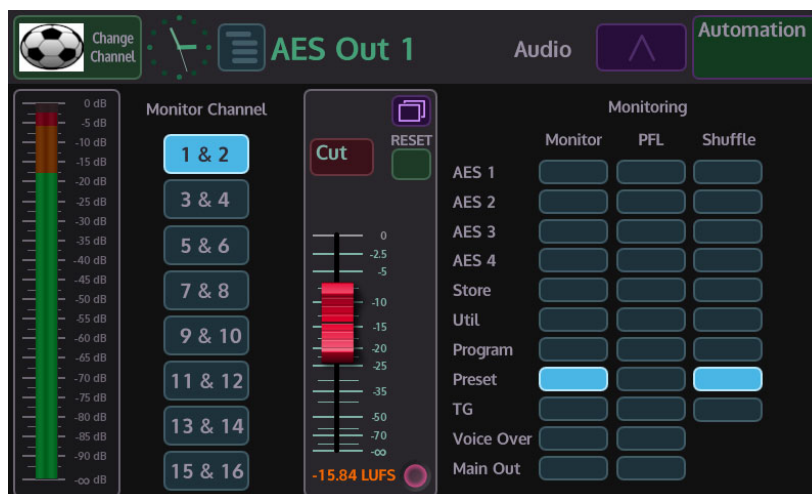 Change
Channel
AES Out 1
Audio
Automation
0 dB
-5 dB
-10 dB
-15 dB
-20 dB
-25 dB
-30 dB
-35 dB
-40 dB
-45 dB
-50 dB
-55 dB
-60 dB
-65 dB
-70 dB
-75 dB
-80 dB
-85 dB
-90 dB
-∞ dB
Monitor Channel
1 & 2
3 & 4
5 & 6
7 & 8
9 & 10
11 & 12
13 & 14
15 & 16
Cut
RESET
0
-2.5
-5
-10
-15
-20
-25
-35
-50
-70
-∞
-15.84 LUFS
Monitoring
Monitor PFL Shuffle
AES 1
AES 2
AES 3
AES 4
Store
Util
Program
Preset
TG
Voice Over
Main Out